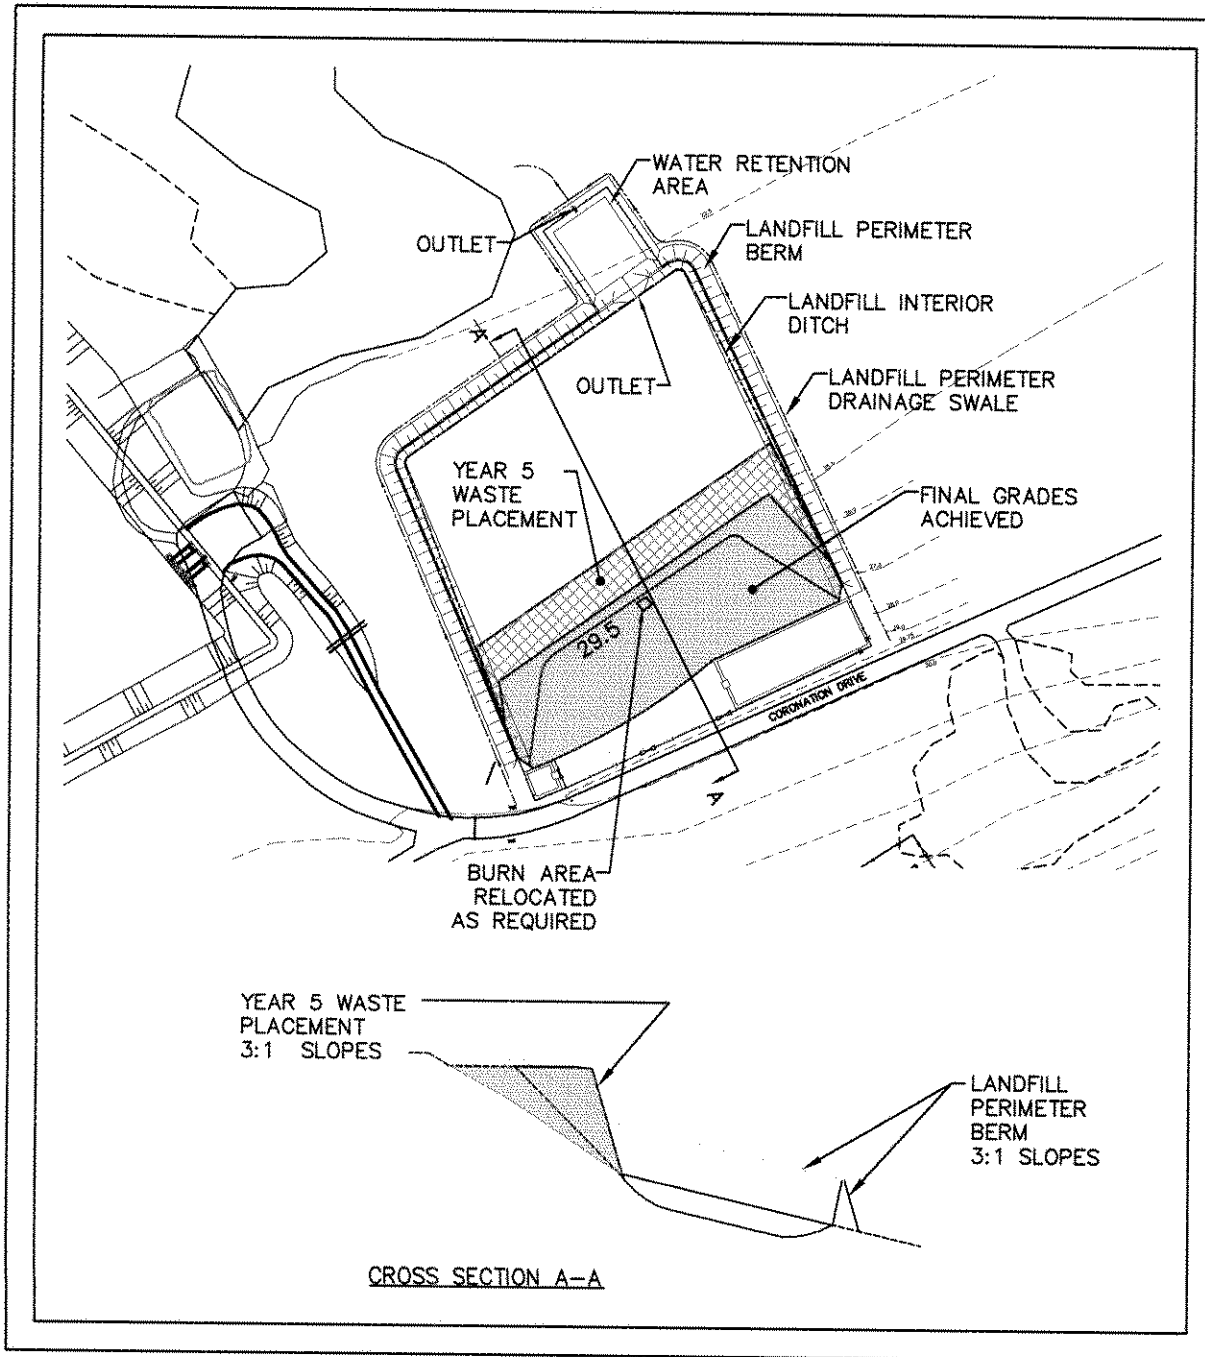 WATER RETENTION
AREA
OUTLET
LANDFILL PERIMETER
BERM
LANDFILL INTERIOR
DITCH
A
OUTLET
LANDFILL PERIMETER
DRAINAGE SWALE
YEAR 5
WASTE
PLACEMENT
FINAL GRADES
ACHIEVED
29.5
CORONATION DRIVE
A
BURN AREA
RELOCATED
AS REQUIRED
YEAR 5 WASTE
PLACEMENT
3:1 SLOPES
LANDFILL
PERIMETER
BERM
3:1 SLOPES
CROSS SECTION A-A